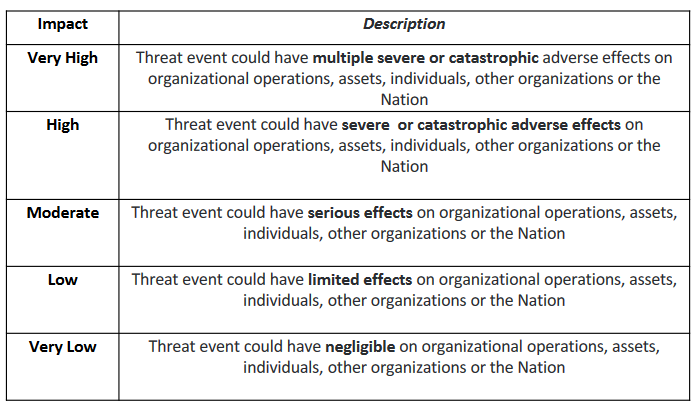 Impact Description
Very High Threat event could have multiple severe or catastrophic adverse effects on
organizational operations, assets, individuals, other organizations or the
Nation
High Threat event could have severe or catastrophic adverse effects on
organizational operations, assets, individuals, other organizations or the
Nation
Moderate Threat event could have serious effects on organizational operations, assets,
individuals, other organizations or the Nation
Low Threat event could have limited effects on organizational operations, assets,
individuals, other organizations or the Nation
Very Low Threat event could have negligible on organizational operations, assets,
individuals, other organizations or the Nation